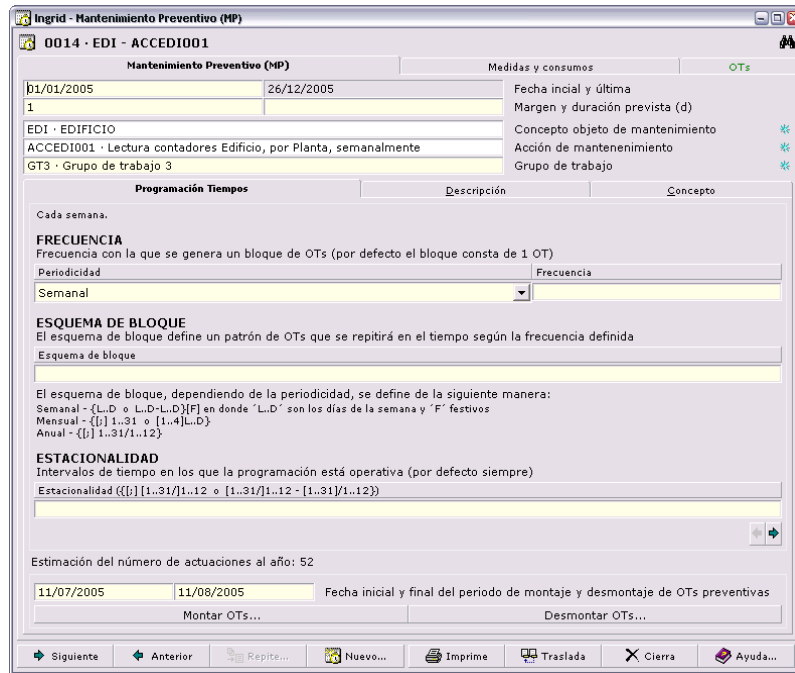 Ingrid - Mantenimiento Preventivo (MP)
0014 · EDI - ACCEDI001
Mantenimiento Preventivo (MP) Medidas y consumos OTs
01/01/2005 26/12/2005 Fecha incial y última
1 Margen y duración prevista (d)
EDI · EDIFICIO Concepto objeto de mantenimiento
ACCEDI001 · Lectura contadores Edificio, por Planta, semanalmente Acción de mantenenimiento
GT3 · Grupo de trabajo 3 Grupo de trabajo
Programación Tiempos Descripción Concepto
Cada semana.
FRECUENCIA
Frecuencia con la que se genera un bloque de OTs (por defecto el bloque consta de 1 OT)
Periodicidad Frecuencia
Semanal
ESQUEMA DE BLOQUE
El esquema de bloque define un patrón de OTs que se repitirá en el tiempo según la frecuencia definida
Esquema de bloque
El esquema de bloque, dependiendo de la periodicidad, se define de la siguiente manera:
Semanal - {L..D o L..D-L..D}[F] en donde ´L..D´ son los días de la semana y ´F´ festivos
Mensual - {[;] 1..31 o [1..4]L..D}
Anual - {[;] 1..31/1..12}
ESTACIONALIDAD
Intervalos de tiempo en los que la programación está operativa (por defecto siempre)
Estacionalidad ({[;] [1..31/]1..12 o [1..31/]1..12 - [1..31]/1..12})
Estimación del número de actuaciones al año: 52
11/07/2005 11/08/2005 Fecha inicial y final del periodo de montaje y desmontaje de OTs preventivas
Montar OTs... Desmontar OTs...
Siguiente Anterior Repite... Nuevo... Imprime Traslada Cierra Ayuda...